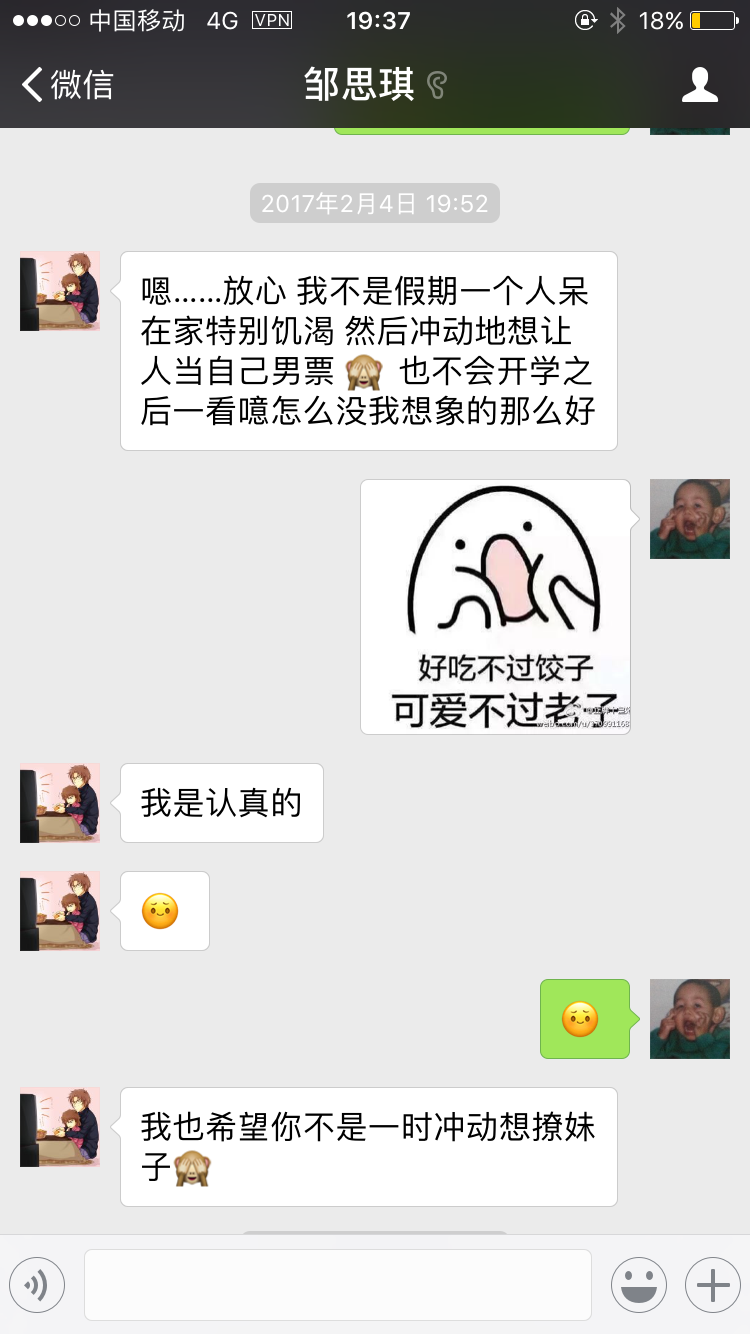 中国移动 4G VPN 19:37 18%
微信 邹思琪
2017年2月4日 19:52
嗯......放心 我不是假期一个人呆
在家特别饥渴 然后冲动地想让
人当自己男票🙈 也不会开学之
后一看噫怎么没我想象的那么好
好吃不过饺子
可爱不过老子
我是认真的
😌
😌
我也希望你不是一时冲动想撩妹
子🙈